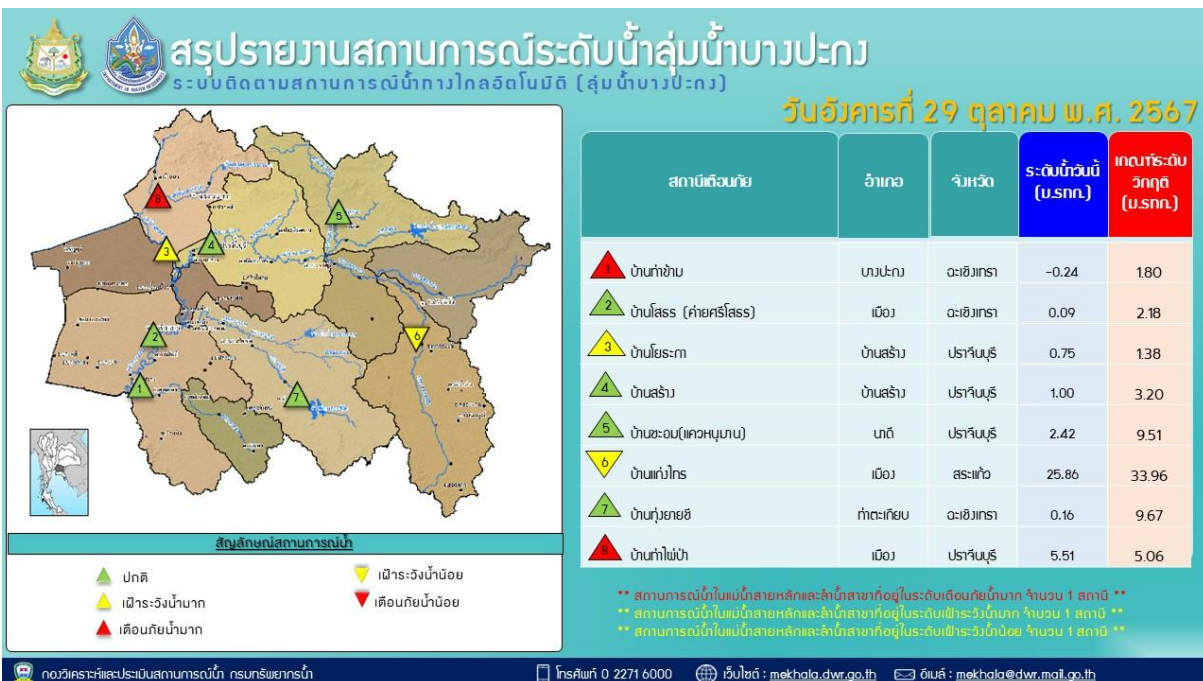 สรุปรายงานสถานการณ์ระดับน้ำลุ่มน้ำบางปะกง
ระบบติดตามสถานการณ์น้ำทางไกลอัตโนมัติ (ลุ่มน้ำบางปะกง)
วันอังคารที่ 29 ตุลาคม พ.ศ. 2567
8
5
3
4
2
6
1
7
สัญลักษณ์สถานการณ์น้ำ
ปกติ
เฝ้าระวังน้ำน้อย
เฝ้าระวังน้ำมาก
เตือนภัยน้ำน้อย
เตือนภัยน้ำมาก
สถานีเตือนภัย อำเภอ จังหวัด ระดับน้ำวันนี้ (ม.รทก.) เกณฑ์ระดับวิกฤติ (ม.รทก.)
1 บ้านท่าข้าม บางปะกง ฉะเชิงเทรา -0.24 1.80
2 บ้านโสธร (ค่ายศรีโสธร) เมือง ฉะเชิงเทรา 0.09 2.18
3 บ้านโยธะกา บ้านสร้าง ปราจีนบุรี 0.75 1.38
4 บ้านสร้าง บ้านสร้าง ปราจีนบุรี 1.00 3.20
5 บ้านชะอม(แควหนุมาน) นาดี ปราจีนบุรี 2.42 9.51
6 บ้านแก่งไทร เมือง สระแก้ว 25.86 33.96
7 บ้านทุ่งยายชี ท่าตะเกียบ ฉะเชิงเทรา 0.16 9.67
8 บ้านท่าไผ่ป่า เมือง ปราจีนบุรี 5.51 5.06
** สถานการณ์น้ำในแม่น้ำสายหลักและลำน้ำสาขาที่อยู่ในระดับเตือนภัยน้ำมาก จำนวน 1 สถานี **
** สถานการณ์น้ำในแม่น้ำสายหลักและลำน้ำสาขาที่อยู่ในระดับเฝ้าระวังน้ำมาก จำนวน 1 สถานี **
** สถานการณ์น้ำในแม่น้ำสายหลักและลำน้ำสาขาที่อยู่ในระดับเฝ้าระวังน้ำน้อย จำนวน 1 สถานี **
กองวิเคราะห์และประเมินสถานการณ์น้ำ กรมทรัพยากรน้ำ โทรศัพท์ 0 2271 6000 เว็บไซต์ : mekhala.dwr.go.th อีเมล์ : mekhala@dwr.mail.go.th